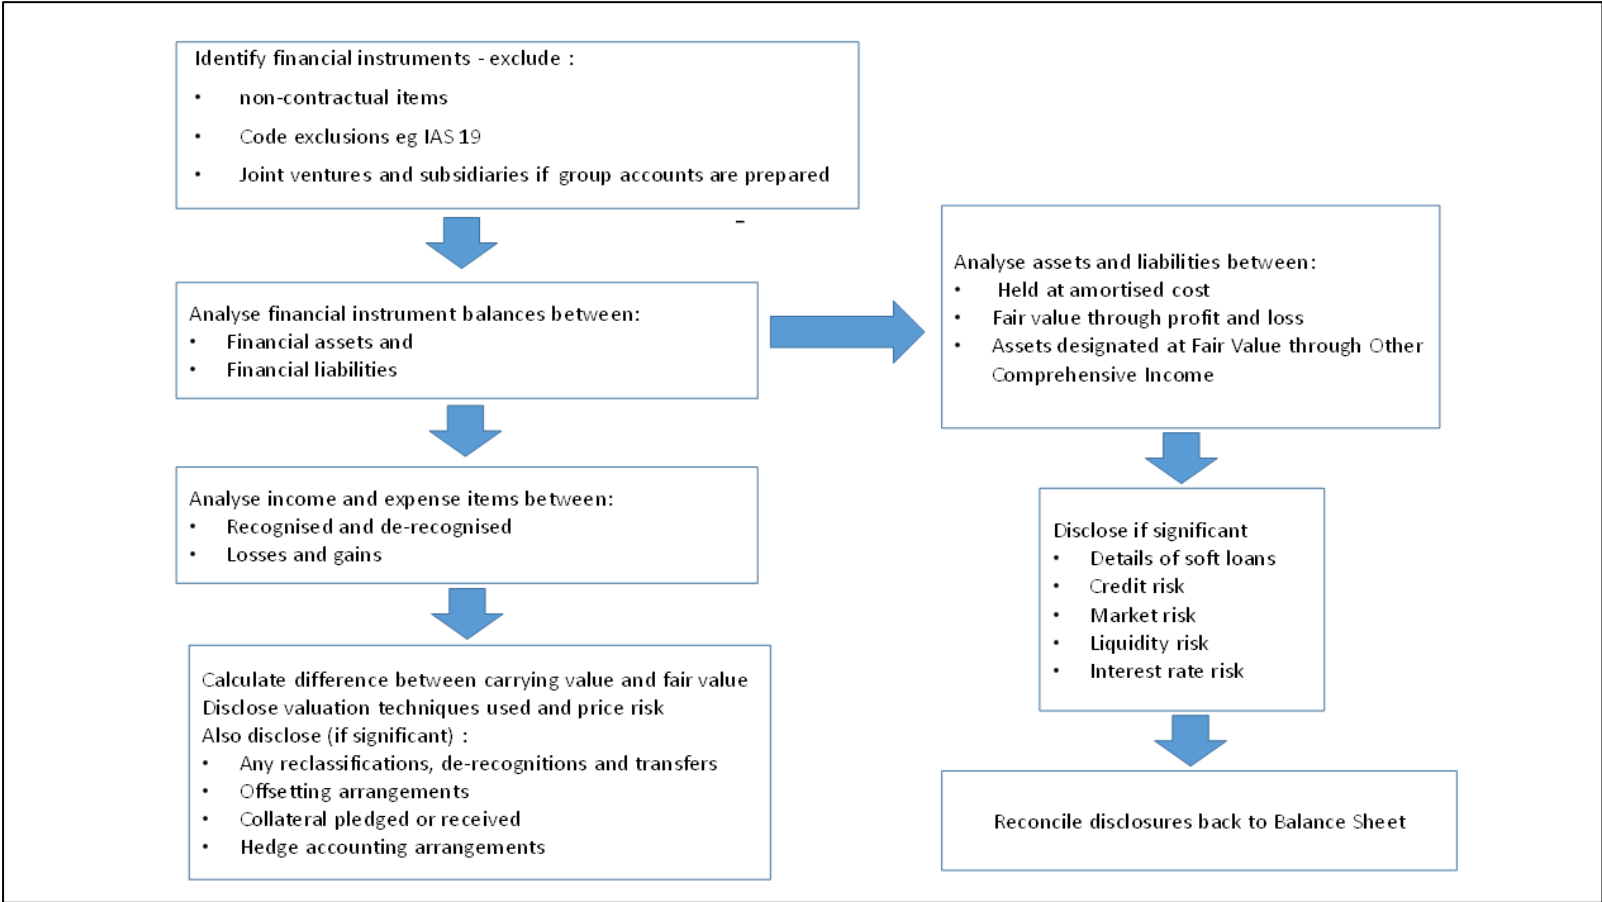 Identify financial instruments - exclude :
• non-contractual items
• Code exclusions eg IAS 19
• Joint ventures and subsidiaries if group accounts are prepared
–
Analyse financial instrument balances between:
• Financial assets and
• Financial liabilities
Analyse income and expense items between:
• Recognised and de-recognised
• Losses and gains
Calculate difference between carrying value and fair value
Disclose valuation techniques used and price risk
Also disclose (if significant) :
• Any reclassifications, de-recognitions and transfers
• Offsetting arrangements
• Collateral pledged or received
• Hedge accounting arrangements
Analyse assets and liabilities between:
• Held at amortised cost
• Fair value through profit and loss
• Assets designated at Fair Value through Other
Comprehensive Income
Disclose if significant
• Details of soft loans
• Credit risk
• Market risk
• Liquidity risk
• Interest rate risk
Reconcile disclosures back to Balance Sheet